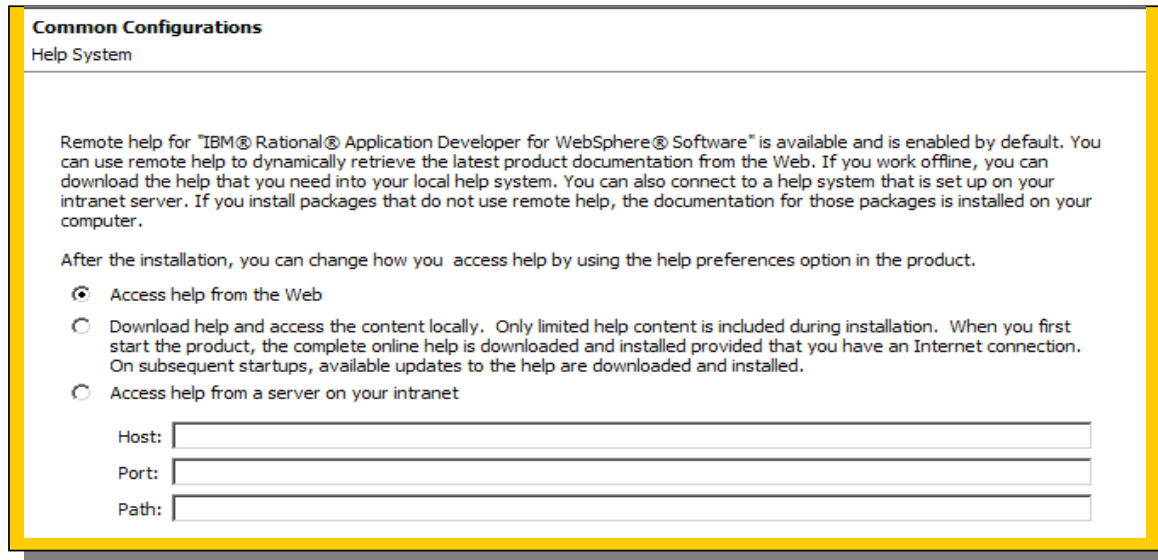 Common Configurations
Help System
Remote help for "IBM® Rational® Application Developer for WebSphere® Software" is available and is enabled by default. You
can use remote help to dynamically retrieve the latest product documentation from the Web. If you work offline, you can
download the help that you need into your local help system. You can also connect to a help system that is set up on your
intranet server. If you install packages that do not use remote help, the documentation for those packages is installed on your
computer.
After the installation, you can change how you  access help by using the help preferences option in the product.
Access help from the Web
Download help and access the content locally.  Only limited help content is included during installation.  When you first
start the product, the complete online help is downloaded and installed provided that you have an Internet connection.
On subsequent startups, available updates to the help are downloaded and installed.
Access help from a server on your intranet
Host:
Port:
Path: